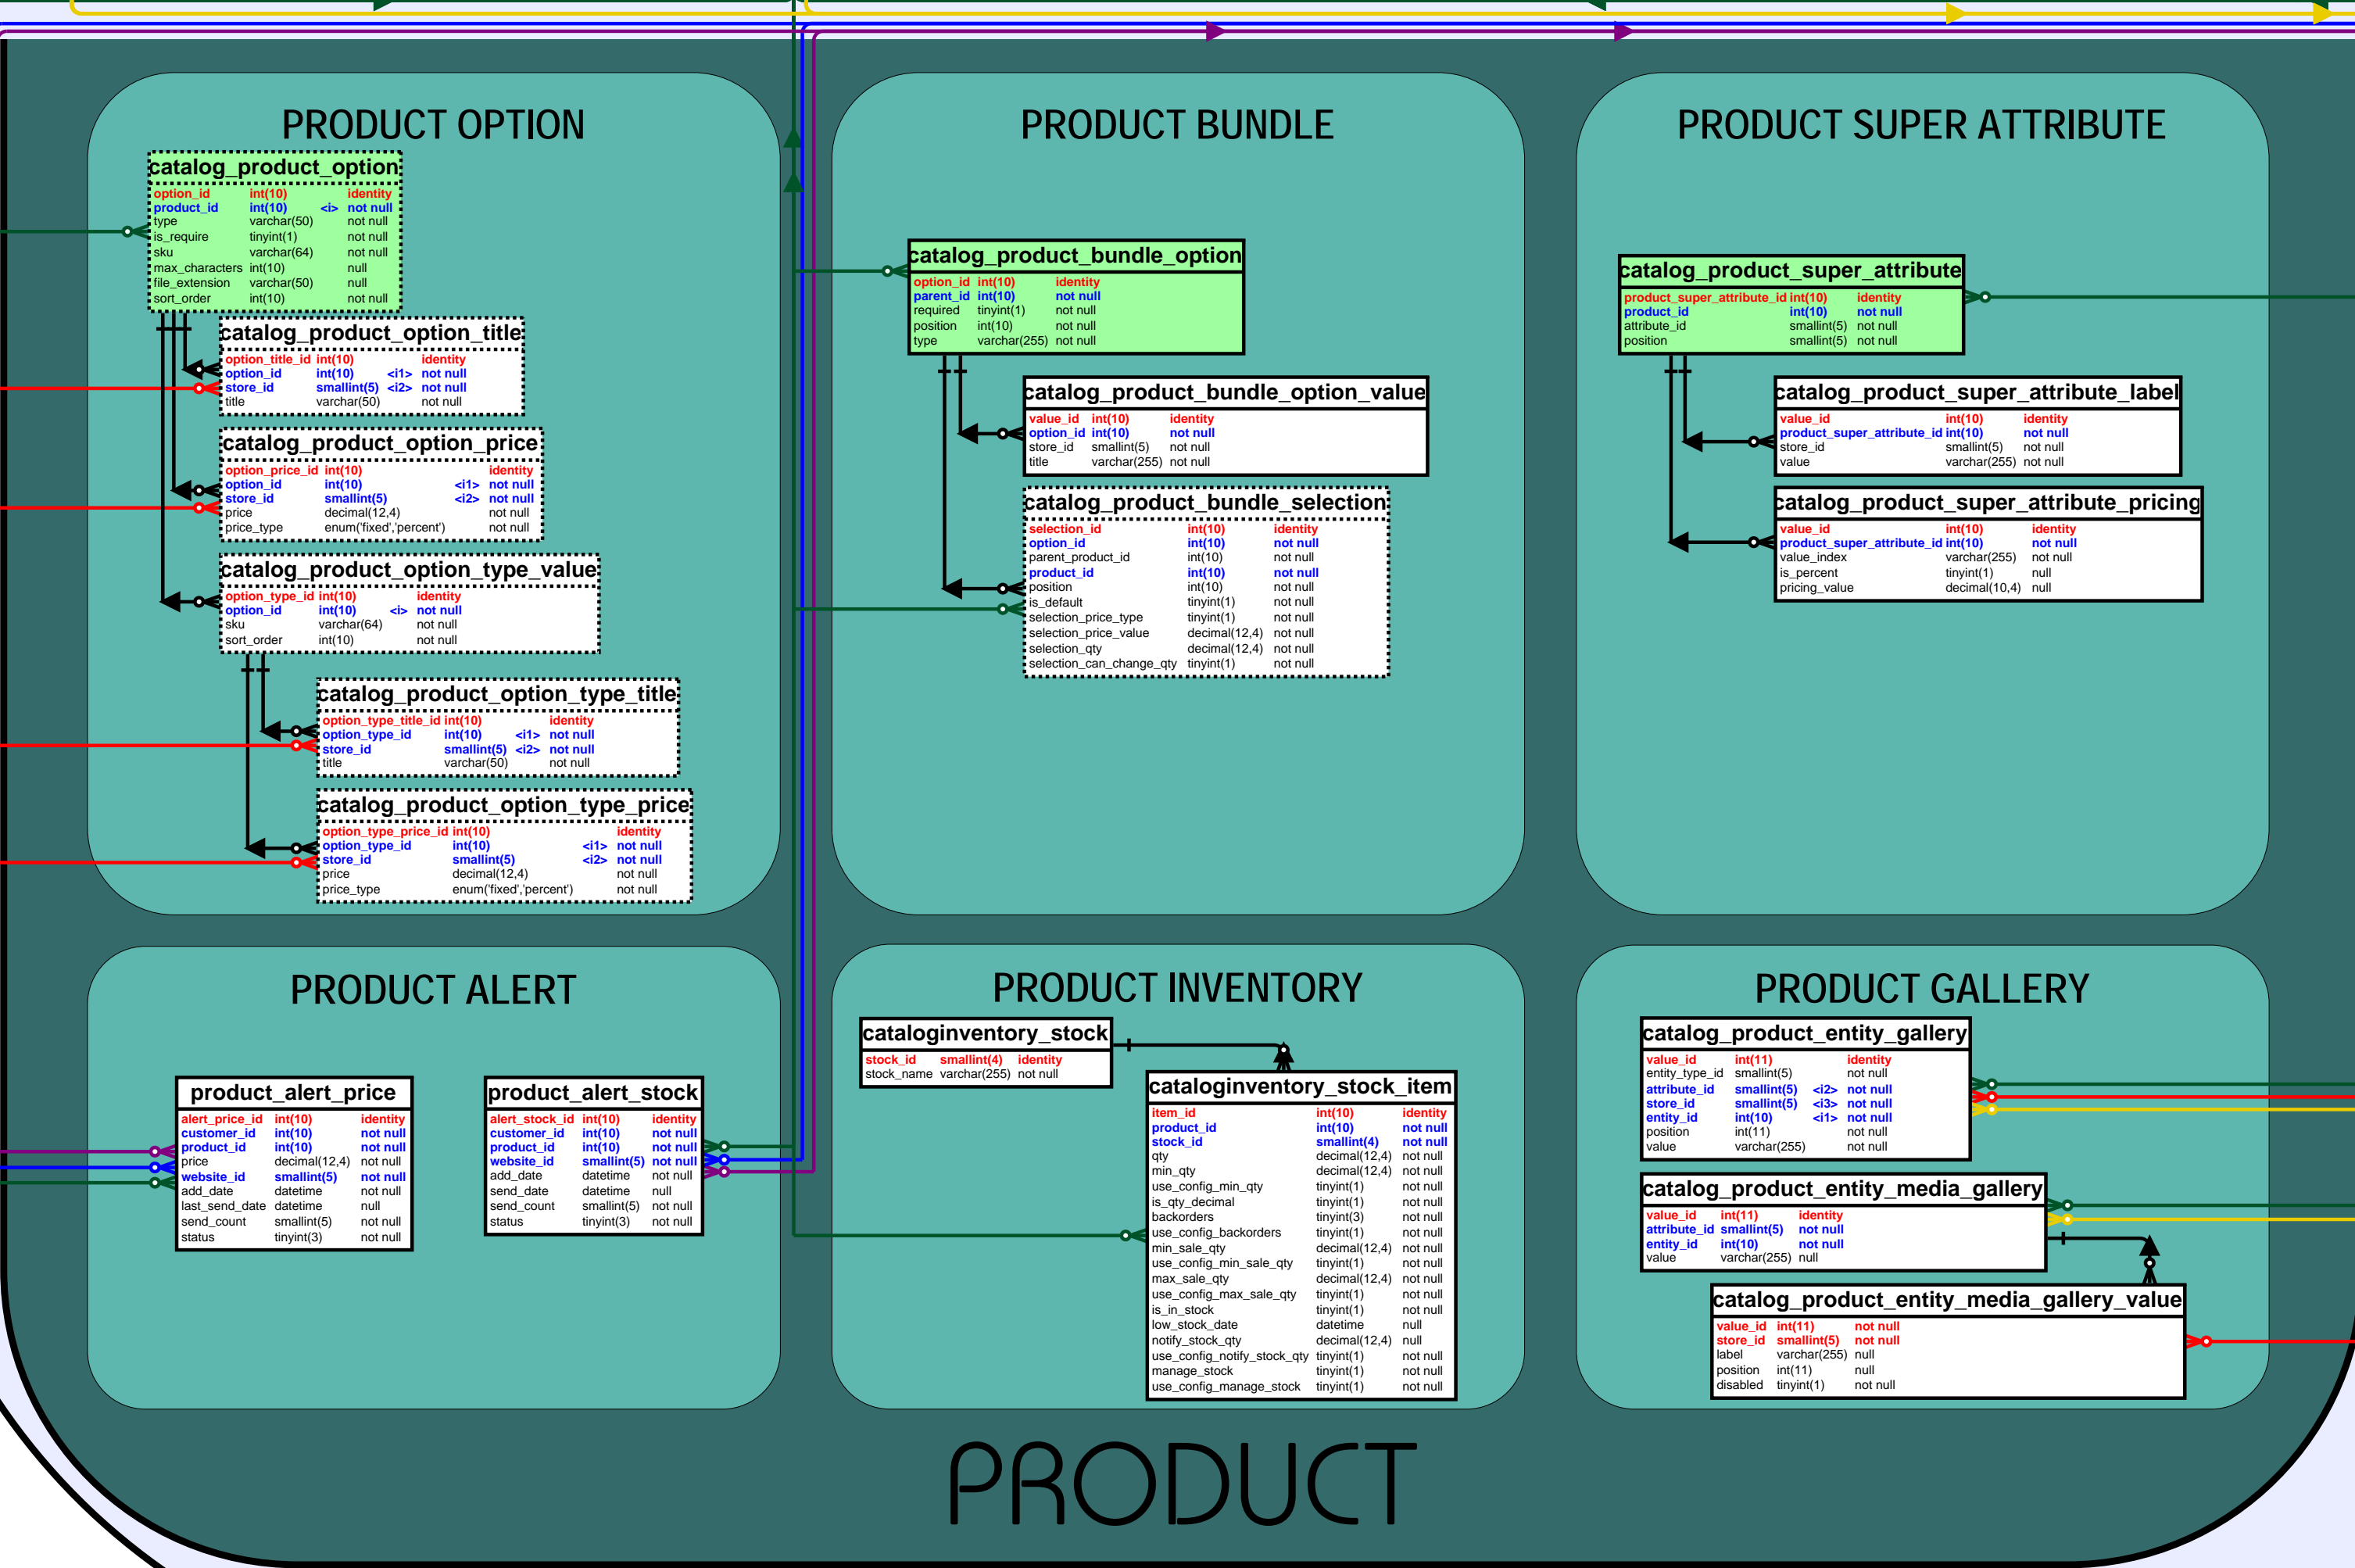 PRODUCT OPTION
catalog_product_option
option_id int(10) identity
product_id int(10) <i> not null
type varchar(50) not null
is_require tinyint(1) not null
sku varchar(64) not null
max_characters int(10) null
file_extension varchar(50) null
sort_order int(10) not null
catalog_product_option_title
option_title_id int(10) identity
option_id int(10) <i1> not null
store_id smallint(5) <i2> not null
title varchar(50) not null
catalog_product_option_price
option_price_id int(10) identity
option_id int(10) <i1> not null
store_id smallint(5) <i2> not null
price decimal(12,4) not null
price_type enum('fixed','percent') not null
catalog_product_option_type_value
option_type_id int(10) identity
option_id int(10) <i> not null
sku varchar(64) not null
sort_order int(10) not null
catalog_product_option_type_title
option_type_title_id int(10) identity
option_type_id int(10) <i1> not null
store_id smallint(5) <i2> not null
title varchar(50) not null
catalog_product_option_type_price
option_type_price_id int(10) identity
option_type_id int(10) <i1> not null
store_id smallint(5) <i2> not null
price decimal(12,4) not null
price_type enum('fixed','percent') not null
PRODUCT BUNDLE
catalog_product_bundle_option
option_id int(10) identity
parent_id int(10) not null
required tinyint(1) not null
position int(10) not null
type varchar(255) not null
catalog_product_bundle_option_value
value_id int(10) identity
option_id int(10) not null
store_id smallint(5) not null
title varchar(255) not null
catalog_product_bundle_selection
selection_id int(10) identity
option_id int(10) not null
parent_product_id int(10) not null
product_id int(10) not null
position int(10) not null
is_default tinyint(1) not null
selection_price_type tinyint(1) not null
selection_price_value decimal(12,4) not null
selection_qty decimal(12,4) not null
selection_can_change_qty tinyint(1) not null
PRODUCT SUPER ATTRIBUTE
catalog_product_super_attribute
product_super_attribute_id int(10) identity
product_id int(10) not null
attribute_id smallint(5) not null
position smallint(5) not null
catalog_product_super_attribute_label
value_id int(10) identity
product_super_attribute_id int(10) not null
store_id smallint(5) not null
value varchar(255) not null
catalog_product_super_attribute_pricing
value_id int(10) identity
product_super_attribute_id int(10) not null
value_index varchar(255) not null
is_percent tinyint(1) null
pricing_value decimal(10,4) null
PRODUCT ALERT
product_alert_price
alert_price_id int(10) identity
customer_id int(10) not null
product_id int(10) not null
price decimal(12,4) not null
website_id smallint(5) not null
add_date datetime not null
last_send_date datetime null
send_count smallint(5) not null
status tinyint(3) not null
product_alert_stock
alert_stock_id int(10) identity
customer_id int(10) not null
product_id int(10) not null
website_id smallint(5) not null
add_date datetime not null
send_date datetime null
send_count smallint(5) not null
status tinyint(3) not null
PRODUCT INVENTORY
cataloginventory_stock
stock_id smallint(4) identity
stock_name varchar(255) not null
cataloginventory_stock_item
item_id int(10) identity
product_id int(10) not null
stock_id smallint(4) not null
qty decimal(12,4) not null
min_qty decimal(12,4) not null
use_config_min_qty tinyint(1) not null
is_qty_decimal tinyint(1) not null
backorders tinyint(3) not null
use_config_backorders tinyint(1) not null
min_sale_qty decimal(12,4) not null
use_config_min_sale_qty tinyint(1) not null
max_sale_qty decimal(12,4) not null
use_config_max_sale_qty tinyint(1) not null
is_in_stock tinyint(1) not null
low_stock_date datetime null
notify_stock_qty decimal(12,4) null
use_config_notify_stock_qty tinyint(1) not null
manage_stock tinyint(1) not null
use_config_manage_stock tinyint(1) not null
PRODUCT GALLERY
catalog_product_entity_gallery
value_id int(11) identity
entity_type_id smallint(5) not null
attribute_id smallint(5) <i2> not null
store_id smallint(5) <i3> not null
entity_id int(10) <i1> not null
position int(11) not null
value varchar(255) not null
catalog_product_entity_media_gallery
value_id int(11) identity
attribute_id smallint(5) not null
entity_id int(10) not null
value varchar(255) null
catalog_product_entity_media_gallery_value
value_id int(11) not null
store_id smallint(5) not null
label varchar(255) null
position int(11) null
disabled tinyint(1) not null
PRODUCT